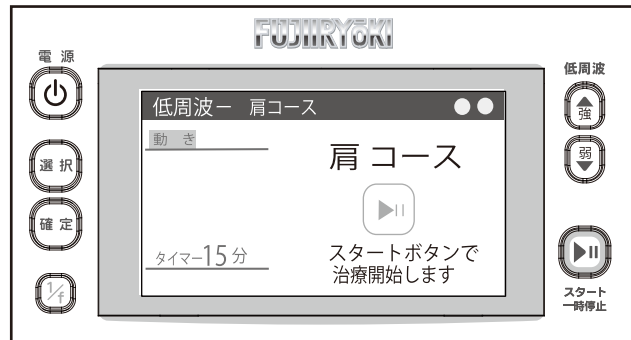 FUJIIRYŌKI
電 源
選 択
確 定
1/f
低周波－ 肩コース
動 き
肩 コース
タイマー15分
スタートボタンで
治療開始します
低周波
強
弱
スタート
一時停止